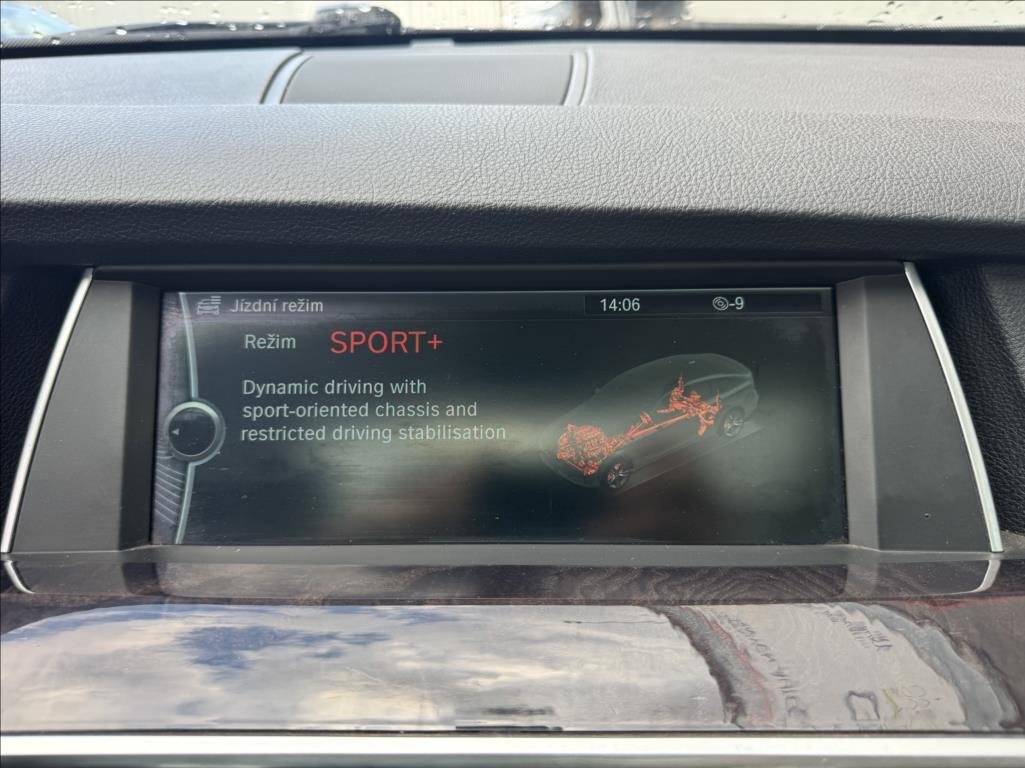 Jízdní režim
14:06
-9
Režim SPORT+
Dynamic driving with
sport-oriented chassis and
restricted driving stabilisation